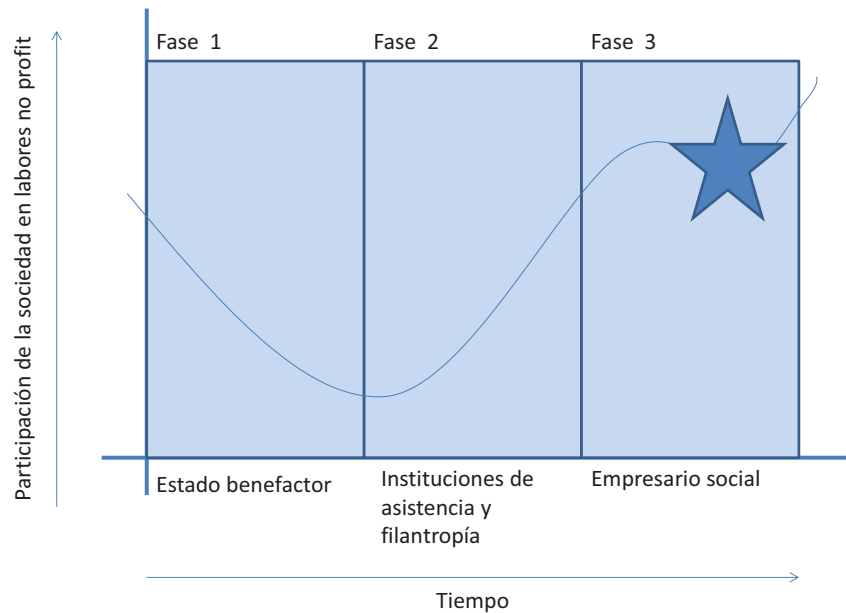 Fase 1
Fase 2
Fase 3
Participación de la sociedad en labores no profit
Estado benefactor
Instituciones de
asistencia y
filantropía
Empresario social
Tiempo